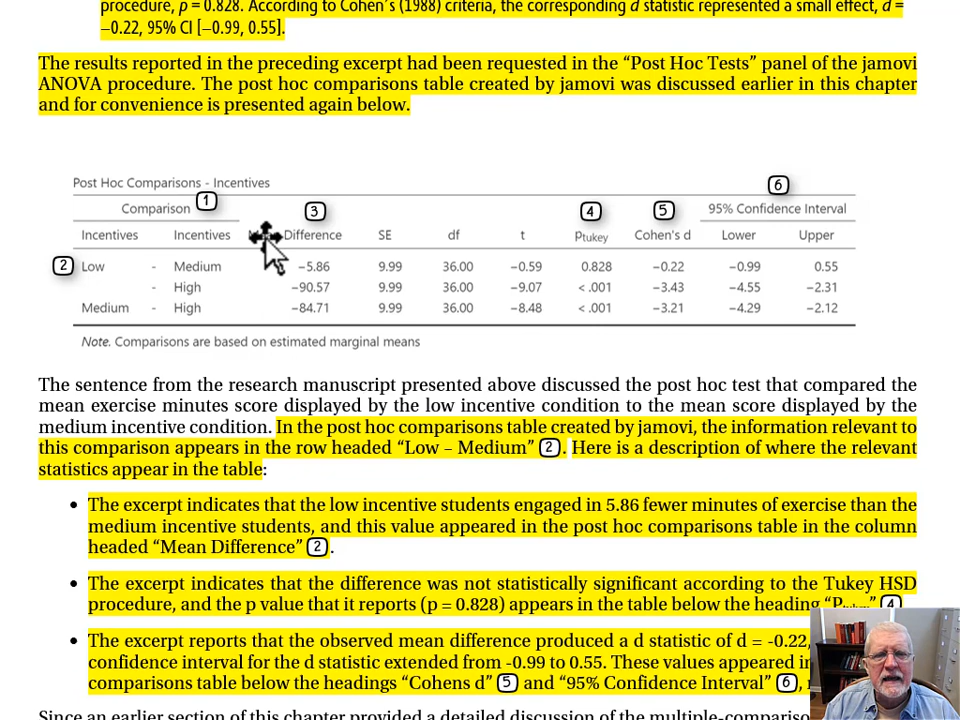 procedure, p = 0.828. According to Cohen's (1988) criteria, the corresponding d statistic represented a small effect, d =
−0.22, 95% CI [−0.99, 0.55].
The results reported in the preceding excerpt had been requested in the "Post Hoc Tests" panel of the jamovi
ANOVA procedure. The post hoc comparisons table created by jamovi was discussed earlier in this chapter
and for convenience is presented again below.
Post Hoc Comparisons - Incentives
Comparison 1 3 4 5 6 95% Confidence Interval
Incentives Incentives Difference SE df t Ptukey Cohen's d Lower Upper
2 Low - Medium −5.86 9.99 36.00 −0.59 0.828 −0.22 −0.99 0.55
- High −90.57 9.99 36.00 −9.07 < .001 −3.43 −4.55 −2.31
Medium - High −84.71 9.99 36.00 −8.48 < .001 −3.21 −4.29 −2.12
Note. Comparisons are based on estimated marginal means
The sentence from the research manuscript presented above discussed the post hoc test that compared the
mean exercise minutes score displayed by the low incentive condition to the mean score displayed by the
medium incentive condition. In the post hoc comparisons table created by jamovi, the information relevant to
this comparison appears in the row headed "Low – Medium" 2. Here is a description of where the relevant
statistics appear in the table:
• The excerpt indicates that the low incentive students engaged in 5.86 fewer minutes of exercise than the
medium incentive students, and this value appeared in the post hoc comparisons table in the column
headed "Mean Difference" 2.
• The excerpt indicates that the difference was not statistically significant according to the Tukey HSD
procedure, and the p value that it reports (p = 0.828) appears in the table below the heading "Ptukey" 4
• The excerpt reports that the observed mean difference produced a d statistic of d = -0.22,
confidence interval for the d statistic extended from -0.99 to 0.55. These values appeared in
comparisons table below the headings "Cohens d" 5 and "95% Confidence Interval" 6,
Since an earlier section of this chapter provided a detailed discussion of the